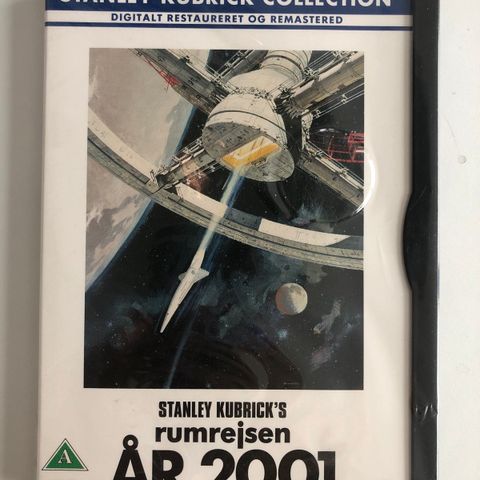 STANLEY KUBRICK COLLECTION
DIGITALT RESTAURERET OG REMASTERED
STANLEY KUBRICK'S
rumrejsen
ÅR 2001
A